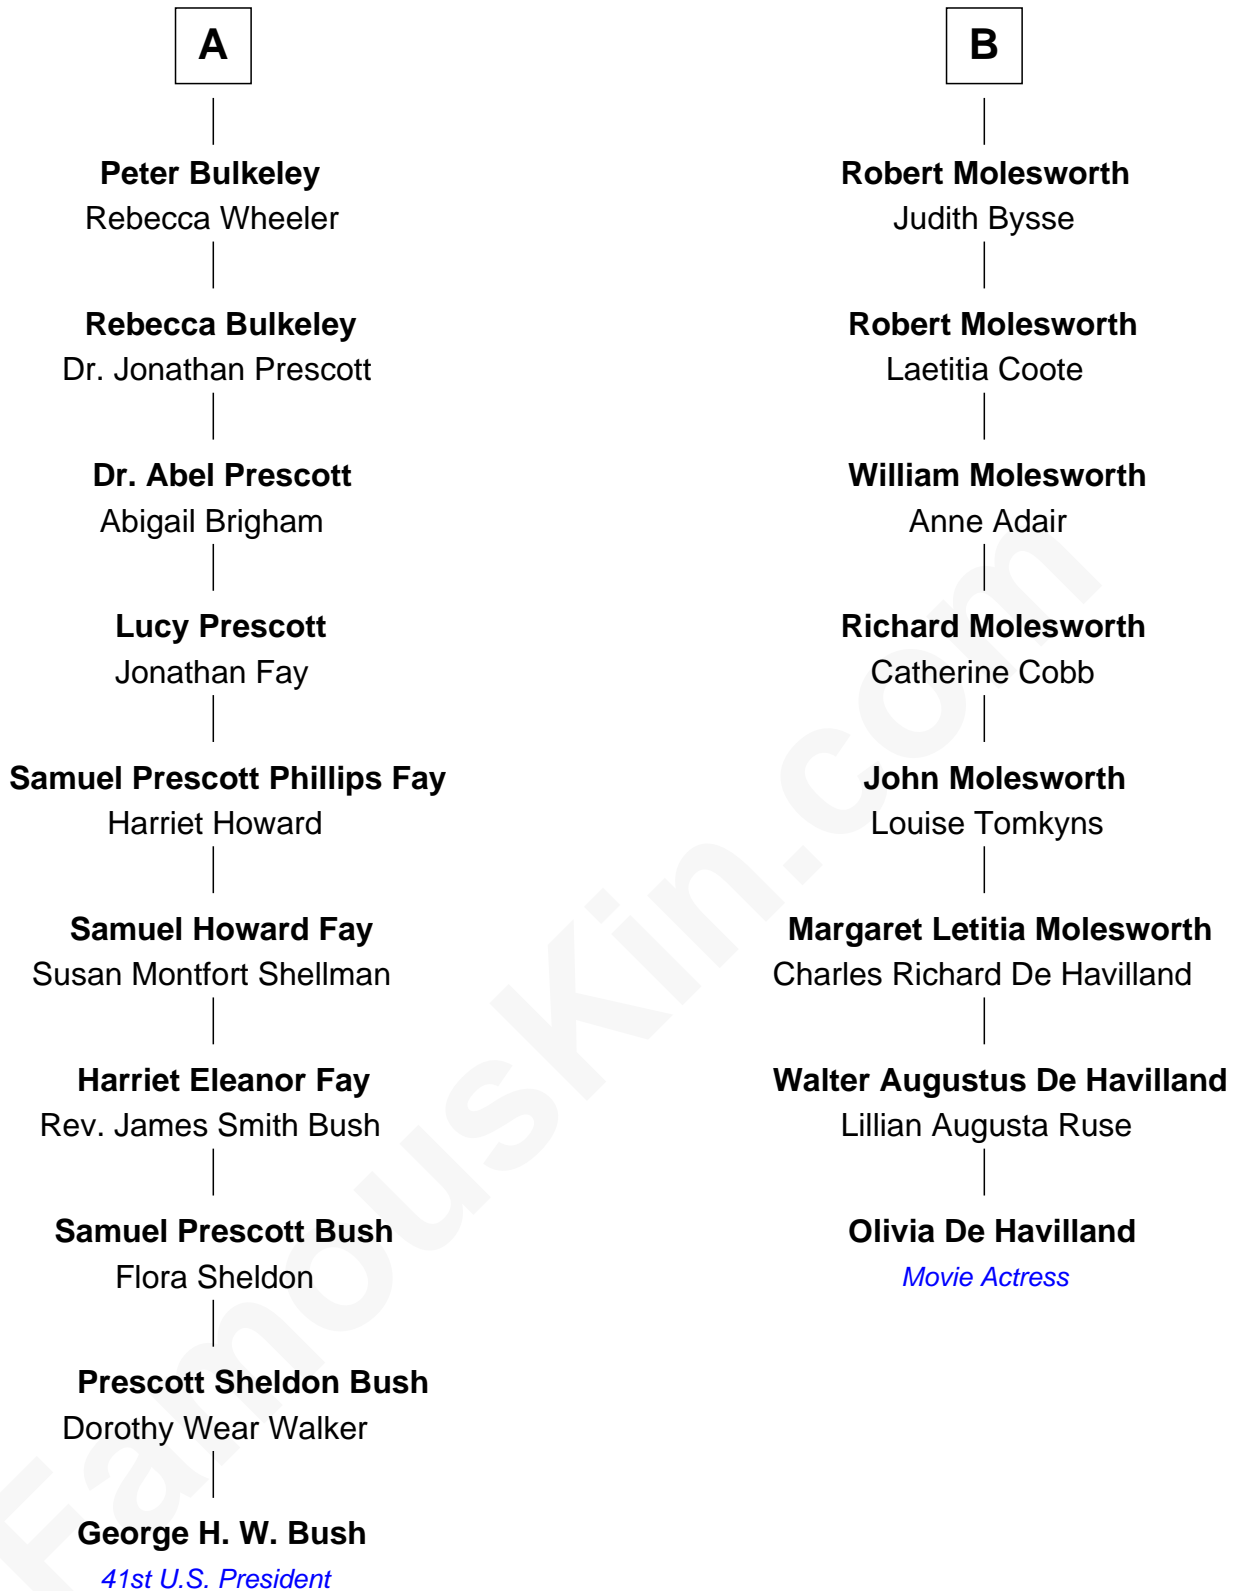 A
Peter Bulkeley
Rebecca Wheeler
Rebecca Bulkeley
Dr. Jonathan Prescott
Dr. Abel Prescott
Abigail Brigham
Lucy Prescott
Jonathan Fay
Samuel Prescott Phillips Fay
Harriet Howard
Samuel Howard Fay
Susan Montfort Shellman
Harriet Eleanor Fay
Rev. James Smith Bush
Samuel Prescott Bush
Flora Sheldon
Prescott Sheldon Bush
Dorothy Wear Walker
George H. W. Bush
41st U.S. President
B
Robert Molesworth
Judith Bysse
Robert Molesworth
Laetitia Coote
William Molesworth
Anne Adair
Richard Molesworth
Catherine Cobb
John Molesworth
Louise Tomkyns
Margaret Letitia Molesworth
Charles Richard De Havilland
Walter Augustus De Havilland
Lillian Augusta Ruse
Olivia De Havilland
Movie Actress
FamousKin.com